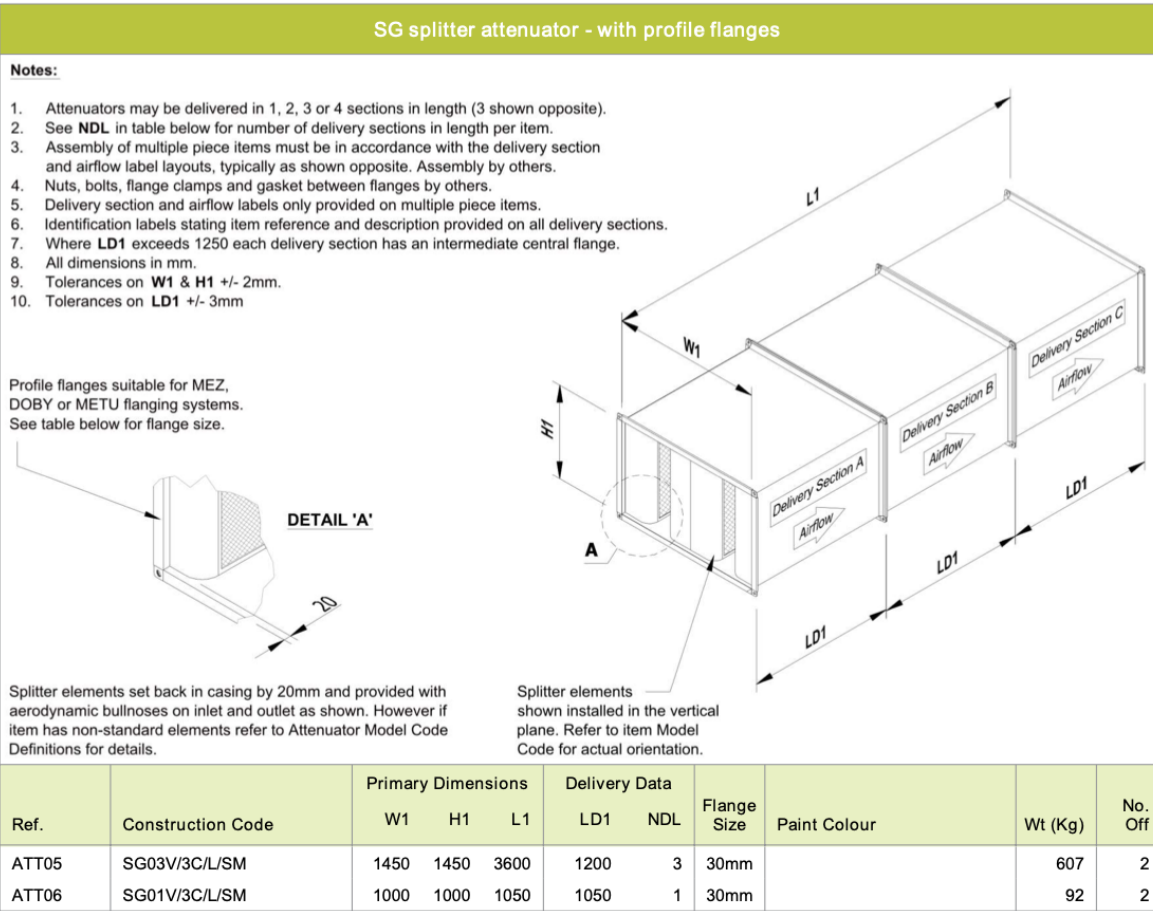 SG splitter attenuator - with profile flanges
Notes:
1. Attenuators may be delivered in 1, 2, 3 or 4 sections in length (3 shown opposite).
2. See NDL in table below for number of delivery sections in length per item.
3. Assembly of multiple piece items must be in accordance with the delivery section
and airflow label layouts, typically as shown opposite. Assembly by others.
4. Nuts, bolts, flange clamps and gasket between flanges by others.
5. Delivery section and airflow labels only provided on multiple piece items.
6. Identification labels stating item reference and description provided on all delivery sections.
7. Where LD1 exceeds 1250 each delivery section has an intermediate central flange.
8. All dimensions in mm.
9. Tolerances on W1 & H1 +/- 2mm.
10. Tolerances on LD1 +/- 3mm
L1
W1
H1
Delivery Section C
Airflow
Delivery Section B
Airflow
Delivery Section A
Airflow
LD1
LD1
LD1
A
Profile flanges suitable for MEZ,
DOBY or METU flanging systems.
See table below for flange size.
DETAIL 'A'
20
Splitter elements set back in casing by 20mm and provided with
aerodynamic bullnoses on inlet and outlet as shown. However if
item has non-standard elements refer to Attenuator Model Code
Definitions for details.
Splitter elements
shown installed in the vertical
plane. Refer to item Model
Code for actual orientation.
Primary Dimensions Delivery Data
Ref. Construction Code W1 H1 L1 LD1 NDL Flange Size Paint Colour Wt (Kg) No. Off
ATT05 SG03V/3C/L/SM 1450 1450 3600 1200 3 30mm 607 2
ATT06 SG01V/3C/L/SM 1000 1000 1050 1050 1 30mm 92 2